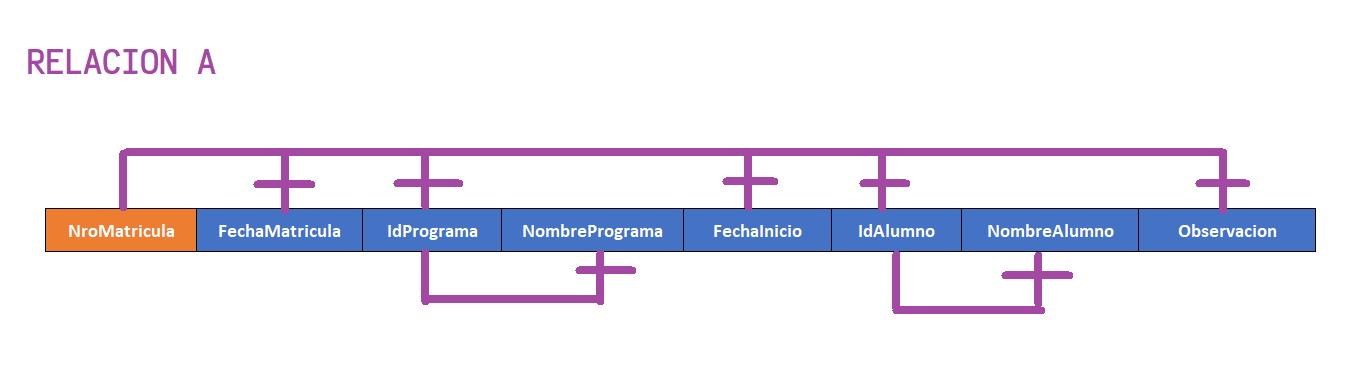 RELACION A
NroMatricula FechaMatricula IdPrograma NombrePrograma FechaInicio IdAlumno NombreAlumno Observacion